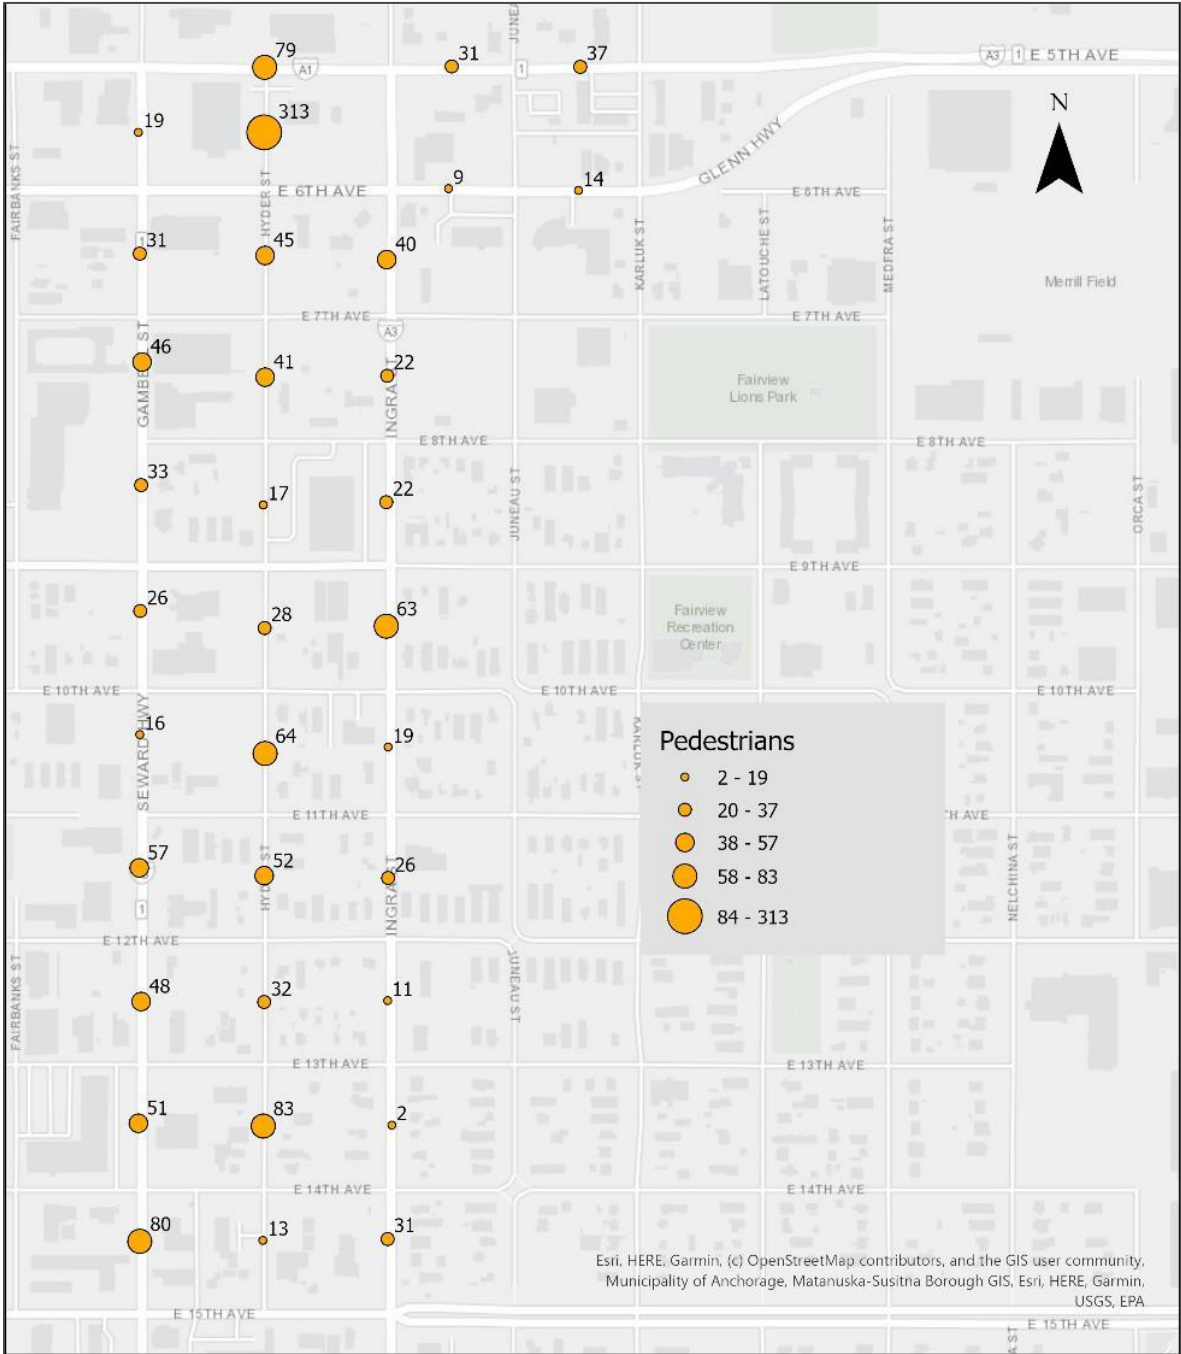 JUNEA
79
31
37
A1
1
A3
1
E 5TH AVE
N
313
19
FAIRBANKS ST
GLENN HWY
HYDER ST
E 6TH AVE
9
14
E 6TH AVE
KARLUK ST
LATOUCHE ST
MEDFRA ST
1
31
45
40
Merrill Field
E 7TH AVE
E 7TH AVE
A3
46
41
22
GAMBE ST
INGRA ST
Fairview
Lions Park
E 8TH AVE
E 8TH AVE
33
17
22
JUNEAU ST
ORCA ST
E 9TH AVE
26
28
63
Fairview
Recreation
Center
E 10TH AVE
E 10TH AVE
E 10TH AVE
SEWARD HWY
16
64
19
Pedestrians
2 - 19
20 - 37
38 - 57
58 - 83
84 - 313
E 11TH AVE
H AVE
57
52
26
HYD ST
INGRA ST
NELCHINA ST
1
E 12TH AVE
FAIRBANKS ST
JUNEAU ST
48
32
11
E 13TH AVE
E 13TH AVE
51
83
2
E 14TH AVE
E 14TH AVE
80
13
31
Esri, HERE, Garmin, (c) OpenStreetMap contributors, and the GIS user community,
Municipality of Anchorage, Matanuska-Susitna Borough GIS, Esri, HERE, Garmin,
USGS, EPA
E 15TH AVE
E 15TH AVE
A ST